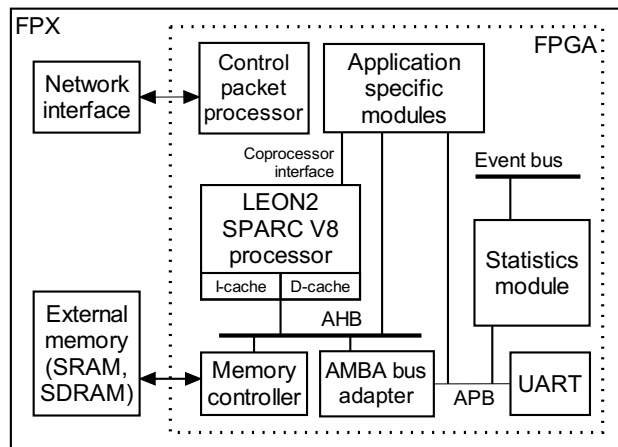 FPX
FPGA
Network
interface
Control
packet
processor
Application
specific
modules
Coprocessor
interface
Event bus
LEON2
SPARC V8
processor
I-cache
D-cache
Statistics
module
External
memory
(SRAM,
SDRAM)
AHB
Memory
controller
AMBA bus
adapter
APB
UART